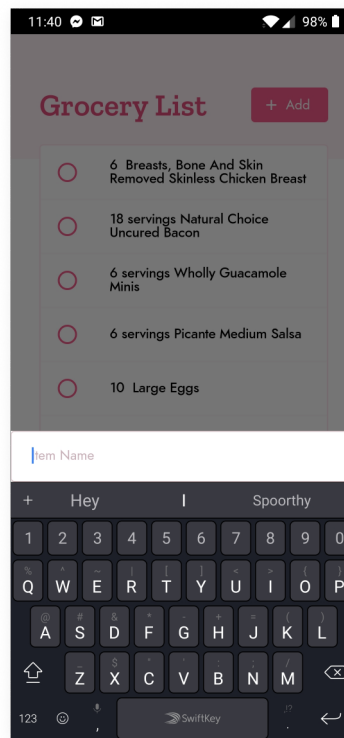 11:40 98%
Grocery List + Add
6 Breasts, Bone And Skin
Removed Skinless Chicken Breast
18 servings Natural Choice
Uncured Bacon
6 servings Wholly Guacamole
Minis
6 servings Picante Medium Salsa
10 Large Eggs
Item Name
+ Hey I Spoorthy
1 2 3 4 5 6 7 8 9 0
% ^ ~ | [ ] < > { }
Q W E R T Y U I O P
@ # & * - + = ( )
A S D F G H J K L
_ $ " ' : ; /
Z X C V B N M
123 , SwiftKey !? .